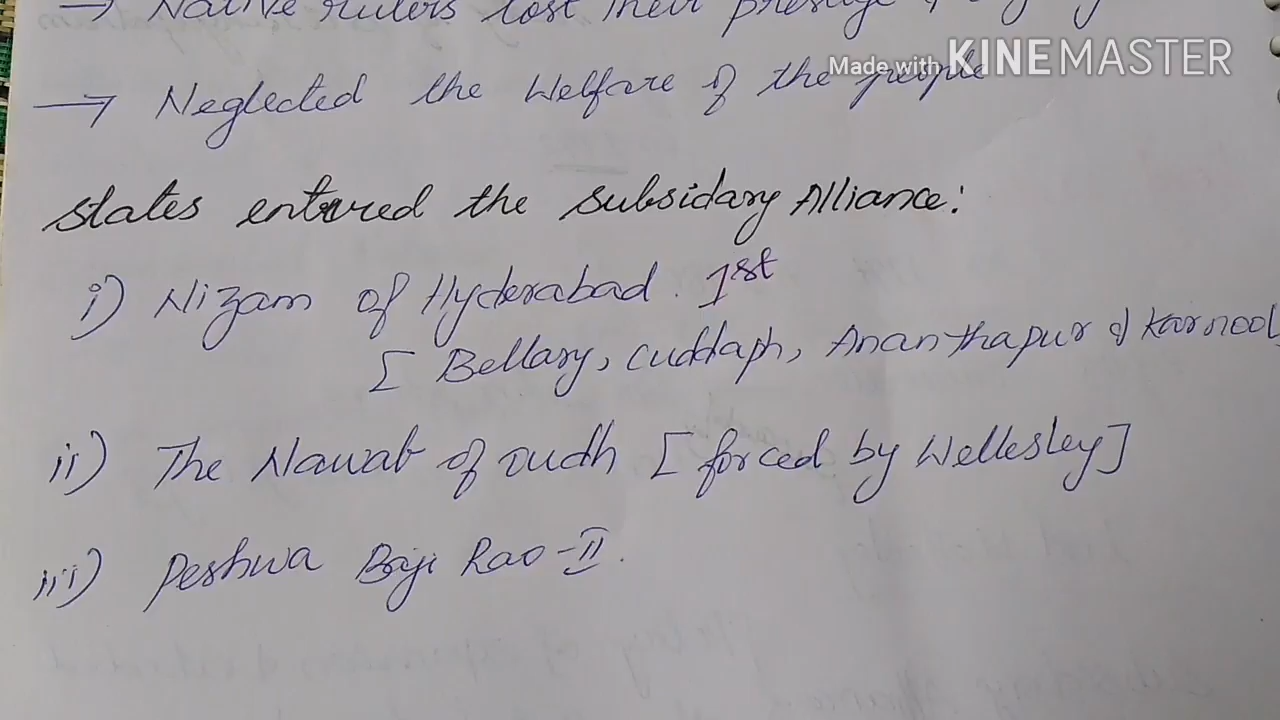 → Native rulers lost their prestige &
Made with KINEMASTER
→ Neglected the Welfare of the people
states entered the subsidary Alliance:
i) Nizam of Hyderabad. 1st
[ Bellary, cuddaph, Ananthapur & Karnool
ii) The Nawab of oudh [forced by Wellesley]
iii) Peshwa Baji Rao-II.